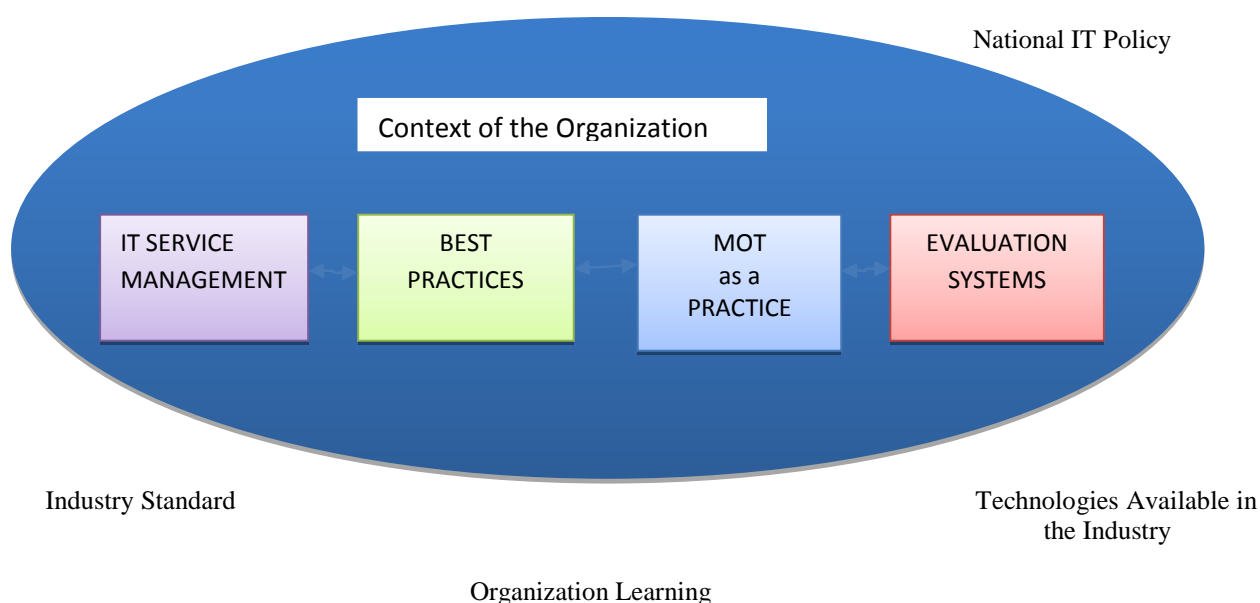 National IT Policy
Context of the Organization
IT SERVICE
MANAGEMENT
BEST
PRACTICES
MOT
as a
PRACTICE
EVALUATION
SYSTEMS
Industry Standard
Technologies Available in
the Industry
Organization Learning